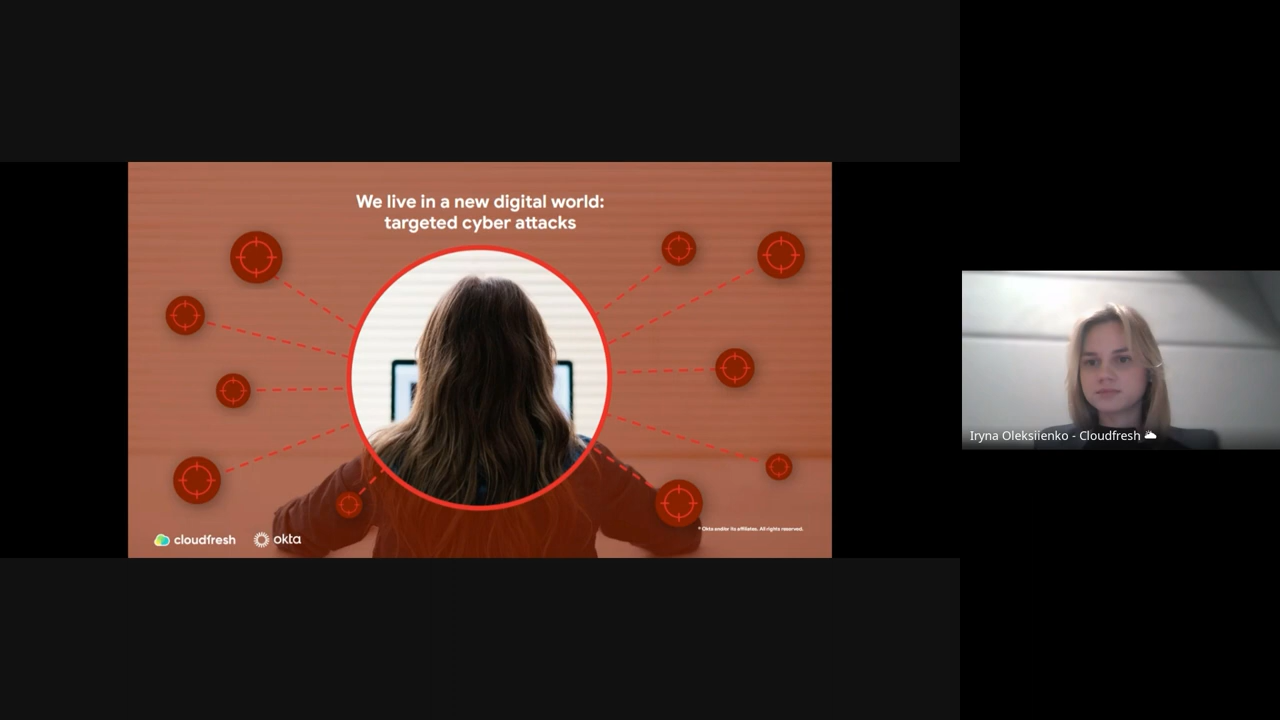 We live in a new digital world:
targeted cyber attacks
cloudfresh
okta
® Okta and/or its affiliates. All rights reserved.
Iryna Oleksiienko - Cloudfresh